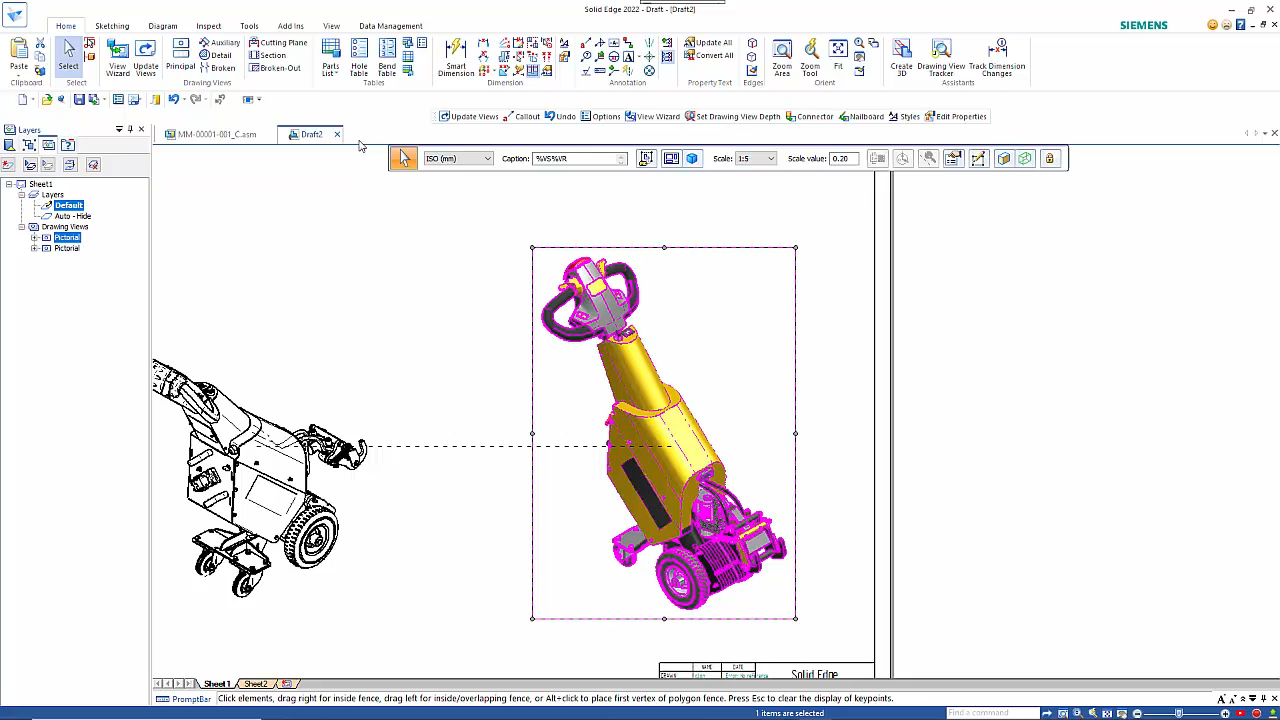 Solid Edge 2022 - Draft - [Draft2]
Home Sketching Diagram Inspect Tools Add Ins View Data Management
SIEMENS
Paste
Clipboard
Select
Select
View Wizard
Update Views
Principal
Auxiliary
Detail
Broken
Cutting Plane
Section
Broken-Out
Drawing Views
Parts List
Hole Table
Bend Table
Tables
Smart Dimension
Dimension
Annotation
Update All
Convert All
Property Text
Edges
Zoom Area
Zoom Tool
Fit
Orient
Create 3D
Drawing View Tracker
Track Dimension Changes
Assistants
Update Views Callout Undo Options View Wizard Set Drawing View Depth Connector Nailboard Styles Edit Properties
Layers
MM-00001-001_C.asm Draft2
ISO (mm) Caption: %VS%VR Scale: 1:5 Scale value: 0.20
Sheet1
Layers
Default
Auto - Hide
Drawing Views
Pictorial
Pictorial
NAME DATE
DRAWN
Solid Edge
Sheet1 Sheet2
PromptBar Click elements, drag right for inside fence, drag left for inside/overlapping fence, or Alt+click to place first vertex of polygon fence. Press Esc to clear the display of keypoints.
1 items are selected
Find a command